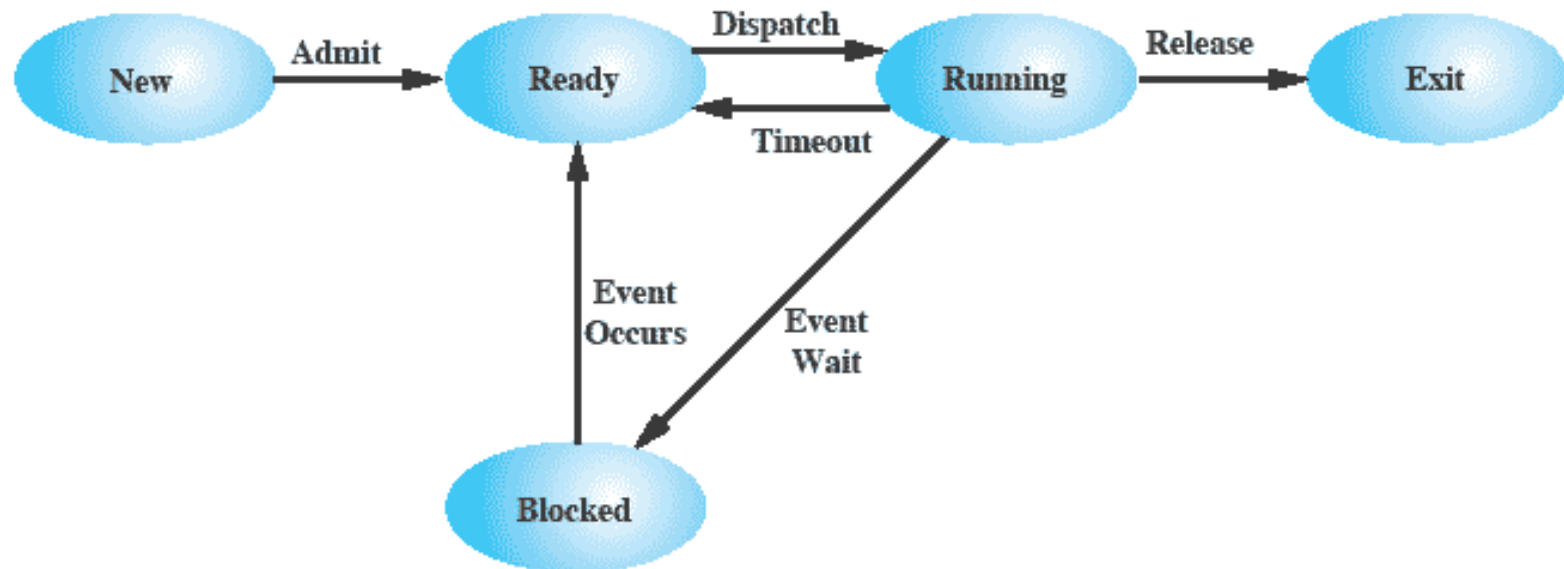 New
Admit
Ready
Dispatch
Timeout
Running
Release
Exit
Event
Occurs
Event
Wait
Blocked